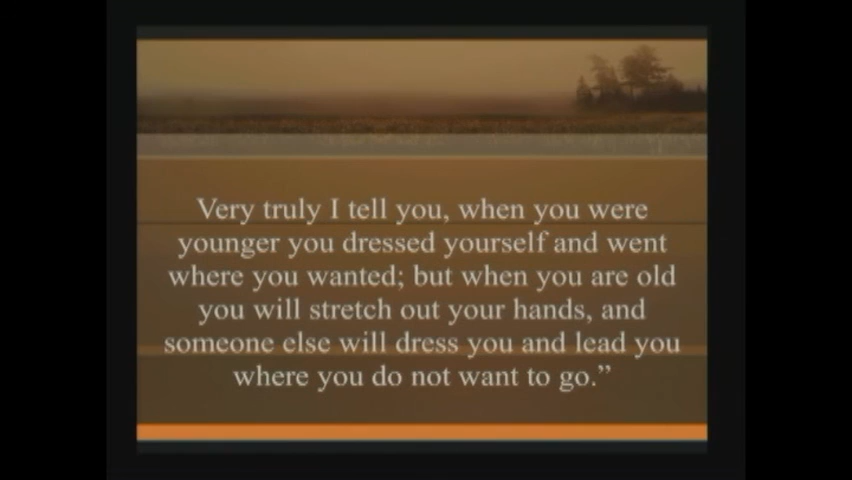 Very truly I tell you, when you were
younger you dressed yourself and went
where you wanted; but when you are old
you will stretch out your hands, and
someone else will dress you and lead you
where you do not want to go.”